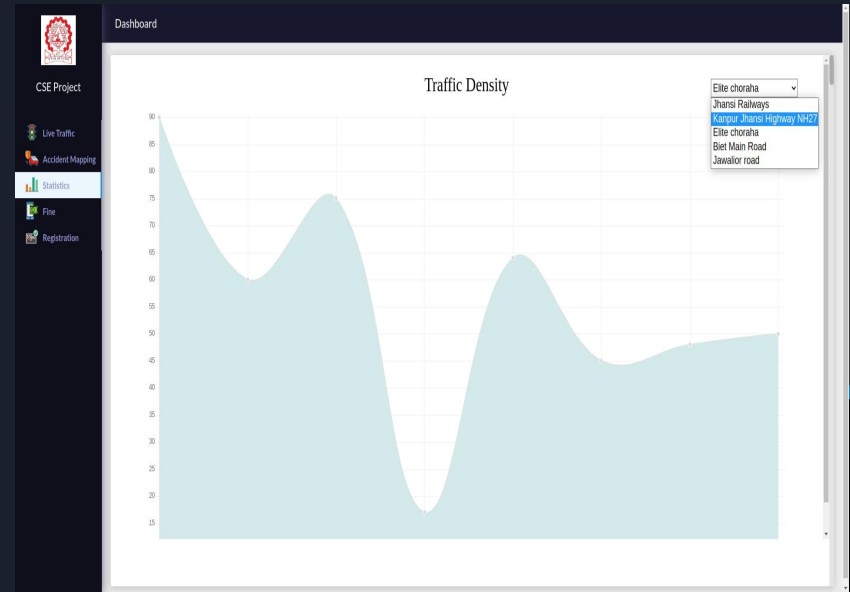 CSE Project
Live Traffic
Accident Mapping
Statistics
Fine
Registration
Dashboard
Traffic Density
Elite choraha
Jhansi Railways
Kanpur Jhansi Highway NH27
Elite choraha
Biet Main Road
Jawalior road
90
85
80
75
70
65
60
55
50
45
40
35
30
25
20
15